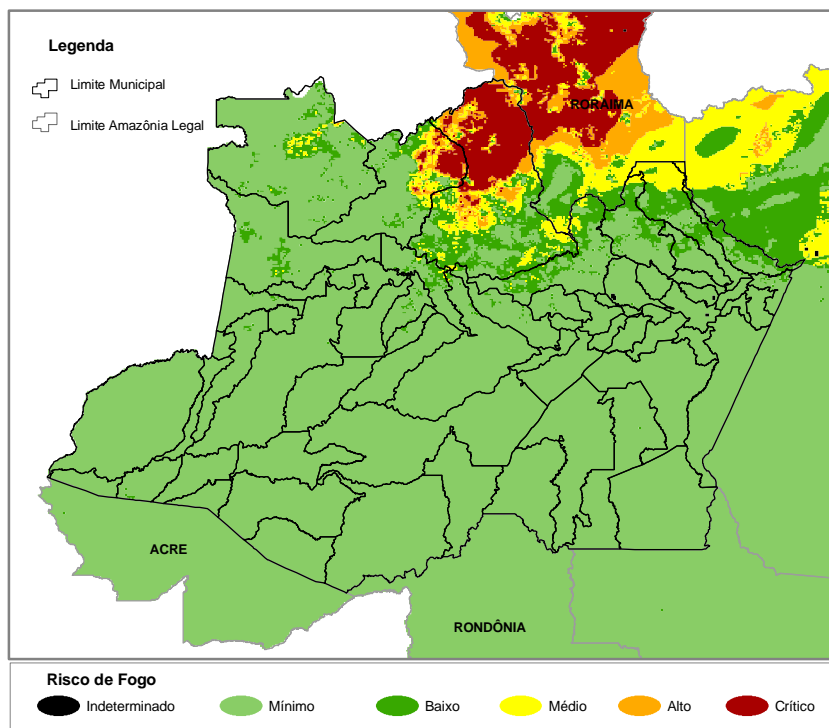 Legenda
Limite Municipal
Limite Amazônia Legal
RORAIMA
ACRE
RONDÔNIA
Risco de Fogo
Indeterminado Mínimo Baixo Médio Alto Crítico